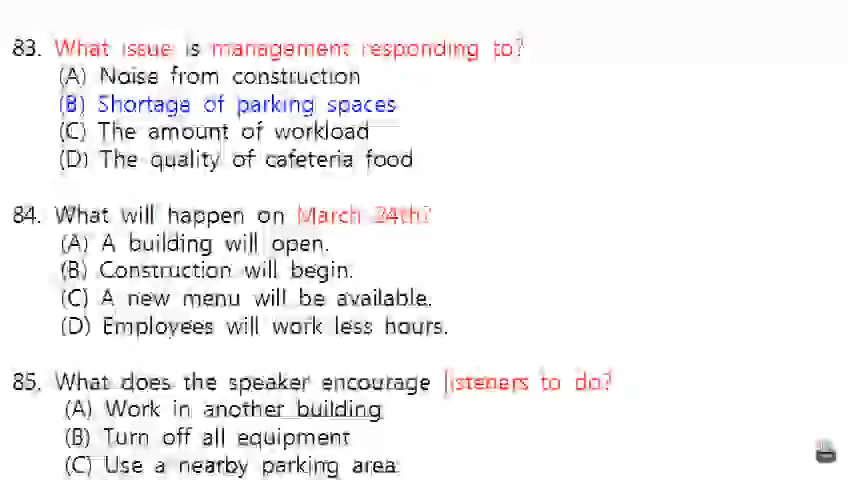 83. What issue is management responding to?
(A) Noise from construction
(B) Shortage of parking spaces
(C) The amount of workload
(D) The quality of cafeteria food
84. What will happen on March 24th?
(A) A building will open.
(B) Construction will begin.
(C) A new menu will be available.
(D) Employees will work less hours.
85. What does the speaker encourage listeners to do?
(A) Work in another building
(B) Turn off all equipment
(C) Use a nearby parking area